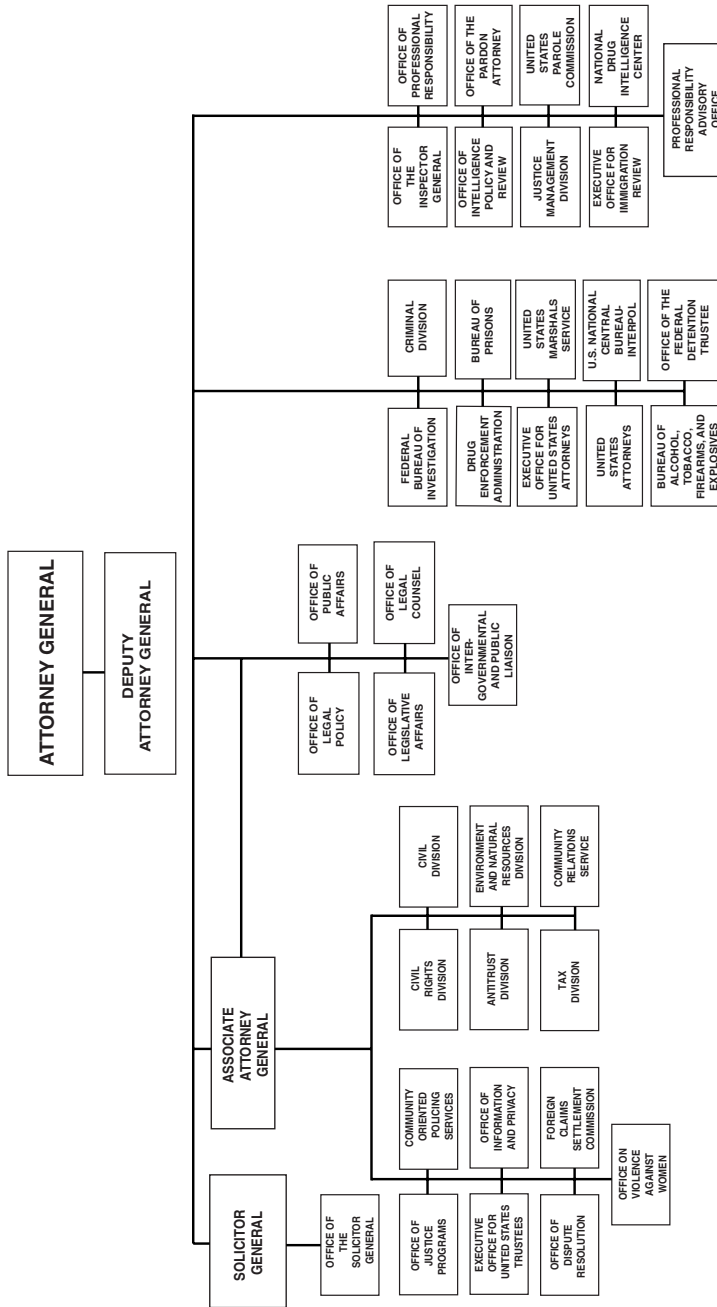 ATTORNEY GENERAL
DEPUTY
ATTORNEY GENERAL
SOLICITOR
GENERAL
OFFICE OF
THE
SOLICITOR
GENERAL
ASSOCIATE
ATTORNEY
GENERAL
OFFICE OF
JUSTICE
PROGRAMS
COMMUNITY
ORIENTED
POLICING
SERVICES
EXECUTIVE
OFFICE FOR
UNITED STATES
TRUSTEES
OFFICE OF
INFORMATION
AND PRIVACY
OFFICE OF
DISPUTE
RESOLUTION
FOREIGN
CLAIMS
SETTLEMENT
COMMISSION
OFFICE ON
VIOLENCE
AGAINST
WOMEN
CIVIL
RIGHTS
DIVISION
CIVIL
DIVISION
ANTITRUST
DIVISION
ENVIRONMENT
AND NATURAL
RESOURCES
DIVISION
TAX
DIVISION
COMMUNITY
RELATIONS
SERVICE
OFFICE OF
LEGAL
POLICY
OFFICE OF
PUBLIC
AFFAIRS
OFFICE OF
LEGISLATIVE
AFFAIRS
OFFICE OF
LEGAL
COUNSEL
OFFICE OF
INTER-
GOVERNMENTAL
AND PUBLIC
LIAISON
FEDERAL
BUREAU OF
INVESTIGATION
CRIMINAL
DIVISION
DRUG
ENFORCEMENT
ADMINISTRATION
BUREAU OF
PRISONS
EXECUTIVE
OFFICE FOR
UNITED STATES
ATTORNEYS
UNITED
STATES
MARSHALS
SERVICE
UNITED
STATES
ATTORNEYS
U.S. NATIONAL
CENTRAL
BUREAU-
INTERPOL
BUREAU OF
ALCOHOL,
TOBACCO,
FIREARMS, AND
EXPLOSIVES
OFFICE OF THE
FEDERAL
DETENTION
TRUSTEE
OFFICE OF
THE
INSPECTOR
GENERAL
OFFICE OF
PROFESSIONAL
RESPONSIBILITY
OFFICE OF
INTELLIGENCE
POLICY AND
REVIEW
OFFICE OF THE
PARDON
ATTORNEY
JUSTICE
MANAGEMENT
DIVISION
UNITED
STATES
PAROLE
COMMISSION
EXECUTIVE
OFFICE FOR
IMMIGRATION
REVIEW
NATIONAL
DRUG
INTELLIGENCE
CENTER
PROFESSIONAL
RESPONSIBILITY
ADVISORY
OFFICE